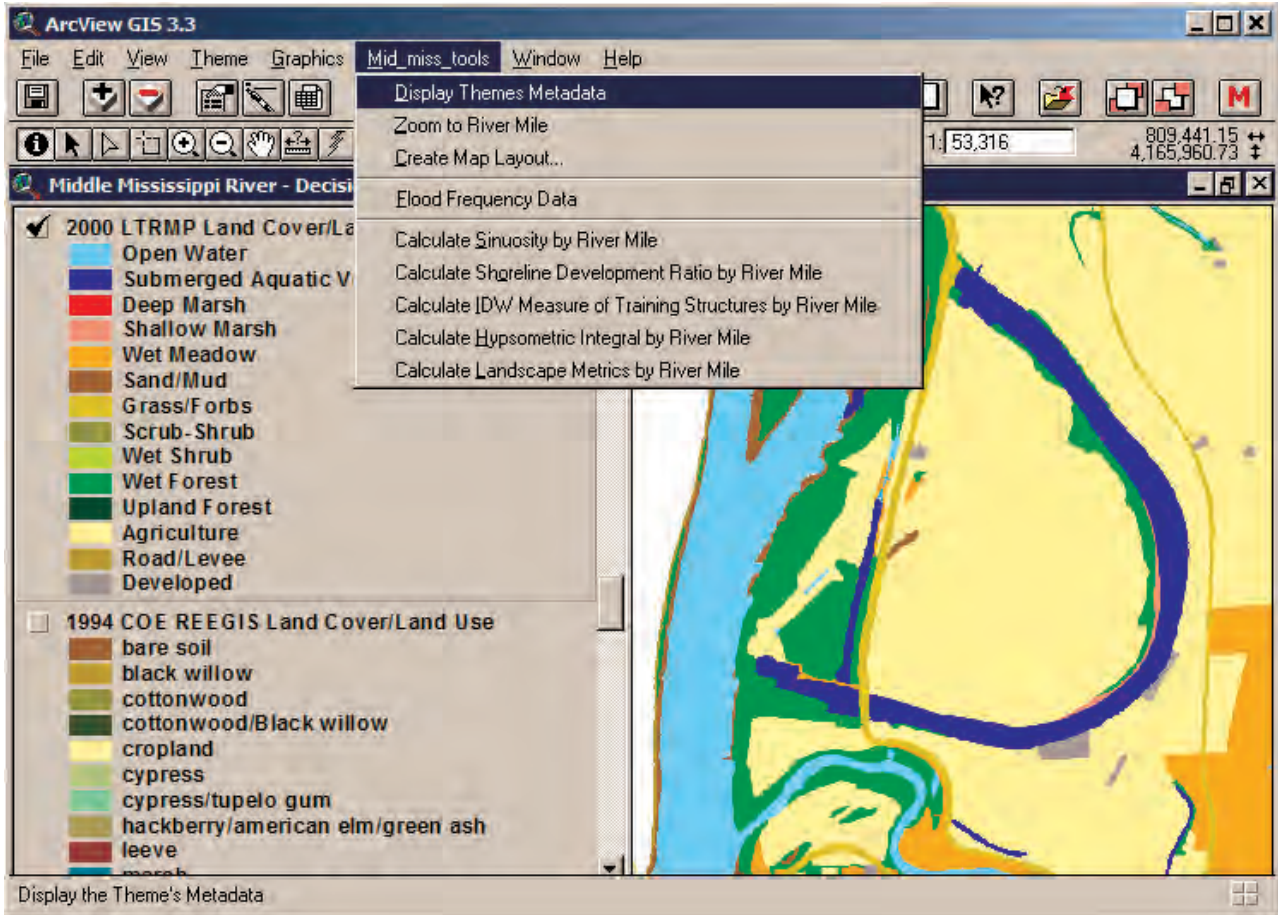 ArcView GIS 3.3
File Edit View Theme Graphics Mid_miss_tools Window Help
Display Themes Metadata
Zoom to River Mile
Create Map Layout...
Flood Frequency Data
Calculate Sinuosity by River Mile
Calculate Shoreline Development Ratio by River Mile
Calculate IDW Measure of Training Structures by River Mile
Calculate Hypsometric Integral by River Mile
Calculate Landscape Metrics by River Mile
M
1: 53,316
809,441.15
4,165,960.73
Middle Mississippi River - Decisi
2000 LTRMP Land Cover/La
Open Water
Submerged Aquatic V
Deep Marsh
Shallow Marsh
Wet Meadow
Sand/Mud
Grass/Forbs
Scrub-Shrub
Wet Shrub
Wet Forest
Upland Forest
Agriculture
Road/Levee
Developed
1994 COE REEGIS Land Cover/Land Use
bare soil
black willow
cottonwood
cottonwood/Black willow
cropland
cypress
cypress/tupelo gum
hackberry/american elm/green ash
leeve
marsh
Display the Theme's Metadata